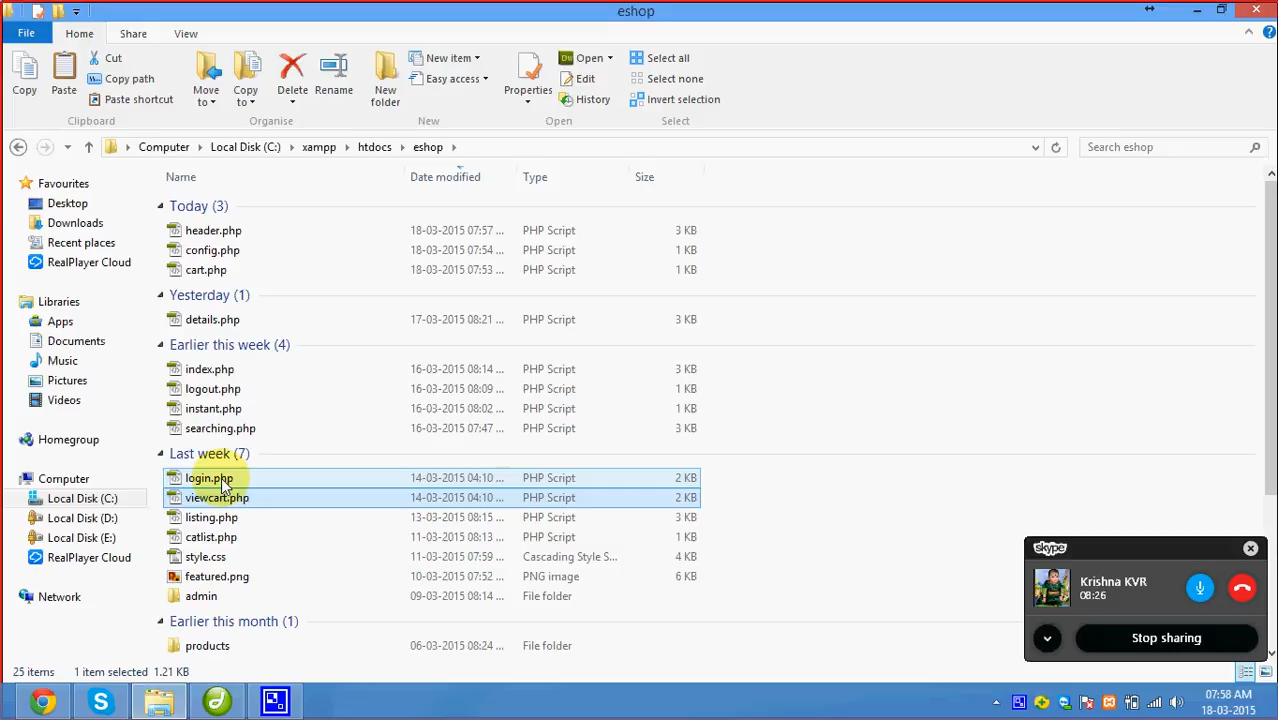 eshop
File Home Share View
Copy
Paste
Cut
Copy path
Paste shortcut
Clipboard
Move to
Copy to
Delete
Rename
Organise
New folder
New item
Easy access
New
Properties
Open
Edit
History
Open
Select all
Select none
Invert selection
Select
Computer Local Disk (C:) xampp htdocs eshop
Search eshop
Name Date modified Type Size
Favourites
Desktop
Downloads
Recent places
RealPlayer Cloud
Libraries
Apps
Documents
Music
Pictures
Videos
Homegroup
Computer
Local Disk (C:)
Local Disk (D:)
Local Disk (E:)
RealPlayer Cloud
Network
Today (3)
header.php 18-03-2015 07:57 ... PHP Script 3 KB
config.php 18-03-2015 07:54 ... PHP Script 1 KB
cart.php 18-03-2015 07:53 ... PHP Script 1 KB
Yesterday (1)
details.php 17-03-2015 08:21 ... PHP Script 3 KB
Earlier this week (4)
index.php 16-03-2015 08:14 ... PHP Script 1 KB
logout.php 16-03-2015 08:09 ... PHP Script 1 KB
instant.php 16-03-2015 08:02 ... PHP Script 1 KB
searching.php 16-03-2015 07:47 ... PHP Script 3 KB
Last week (7)
login.php 14-03-2015 04:10 ... PHP Script 2 KB
viewcart.php 14-03-2015 04:10 ... PHP Script 2 KB
listing.php 13-03-2015 08:15 ... PHP Script 3 KB
catlist.php 11-03-2015 08:13 ... PHP Script 1 KB
style.css 11-03-2015 07:59 ... Cascading Style S... 4 KB
featured.png 10-03-2015 07:52 ... PNG image 6 KB
admin 09-03-2015 08:14 ... File folder
Earlier this month (1)
products 06-03-2015 08:24 ... File folder
skype
Krishna KVR
08:26
Stop sharing
25 items 1 item selected 1.21 KB
07:58 AM
18-03-2015